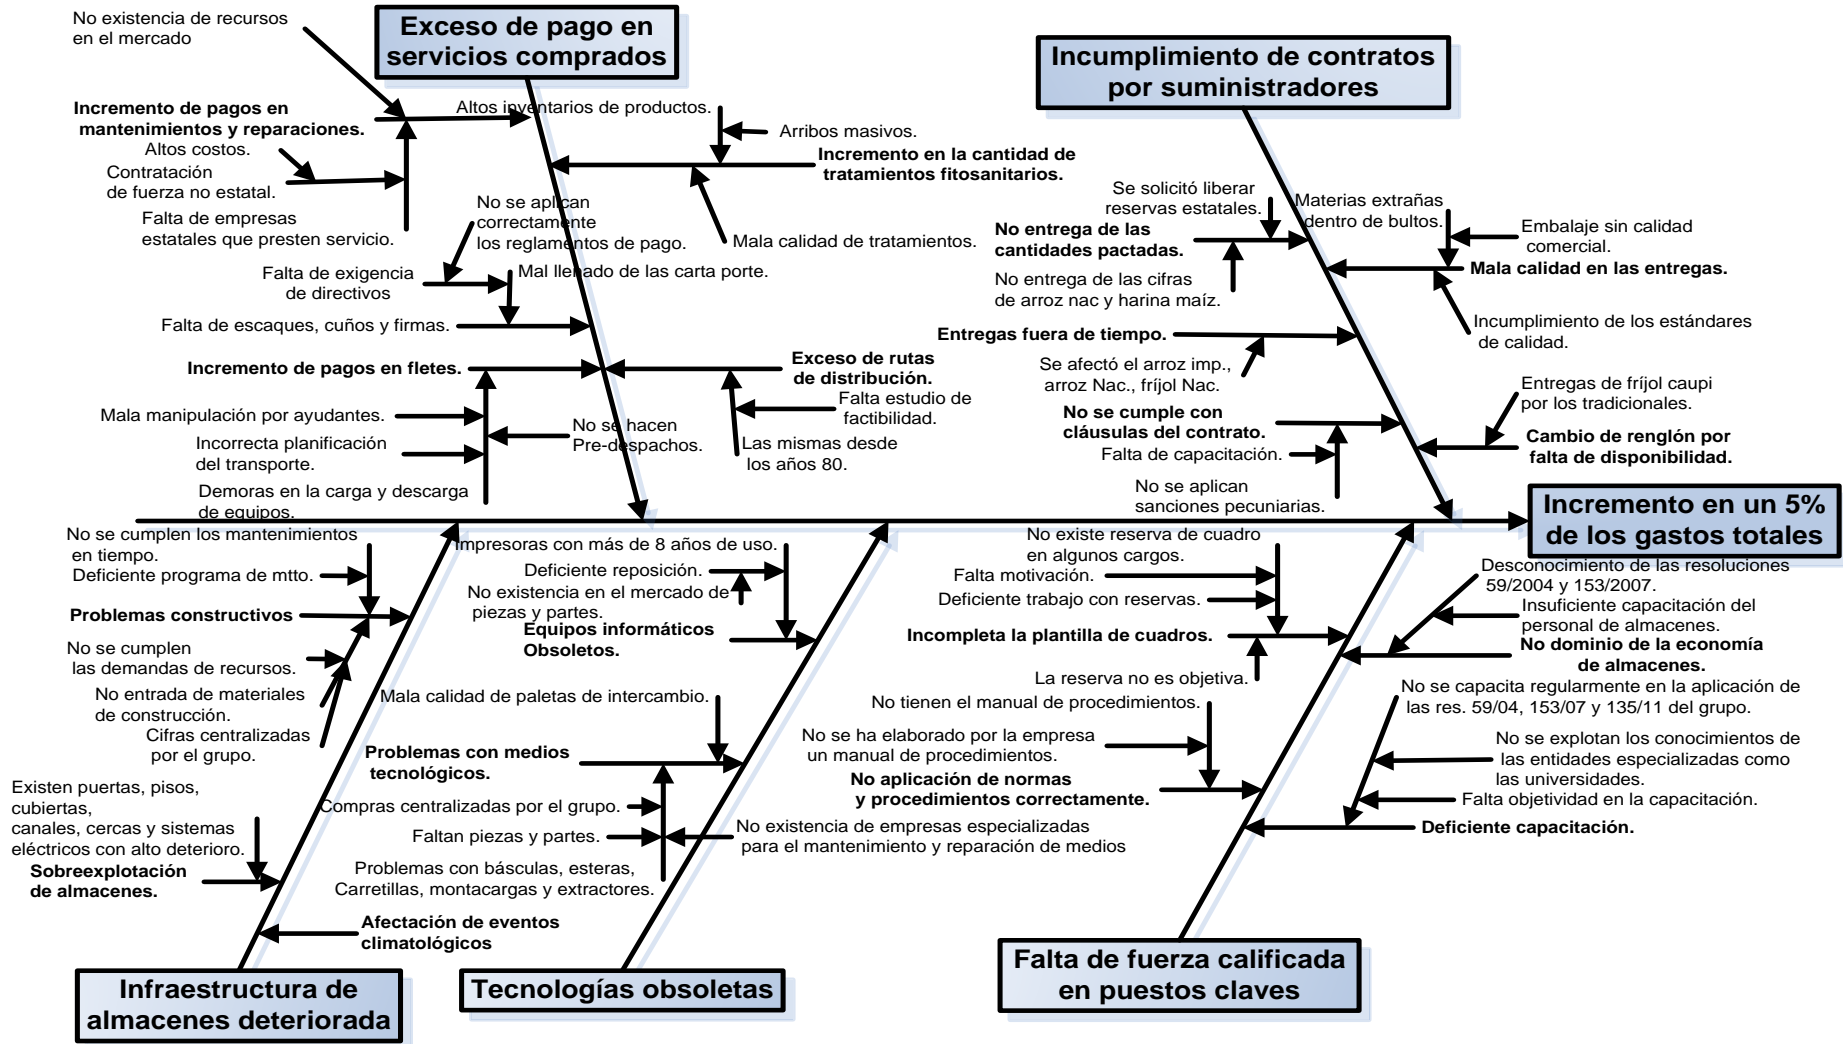 No existencia de recursos
en el mercado
Exceso de pago en
servicios comprados
Incumplimiento de contratos
por suministradores
Incremento de pagos en
mantenimientos y reparaciones.
Altos costos.
Contratación
de fuerza no estatal.
Falta de empresas
estatales que presten servicio.
Altos inventarios de productos.
Arribos masivos.
Incremento en la cantidad de
tratamientos fitosanitarios.
Mala calidad de tratamientos.
No se aplican
correctamente
los reglamentos de pago.
Falta de exigencia
de directivos
Mal llenado de las carta porte.
Falta de escaques, cuños y firmas.
Incremento de pagos en fletes.
Exceso de rutas
de distribución.
Falta estudio de
factibilidad.
Las mismas desde
los años 80.
Mala manipulación por ayudantes.
No se hacen
Pre-despachos.
Incorrecta planificación
del transporte.
Demoras en la carga y descarga
de equipos.
Se solicitó liberar
reservas estatales.
No entrega de las
cantidades pactadas.
No entrega de las cifras
de arroz nac y harina maíz.
Materias extrañas
dentro de bultos.
Embalaje sin calidad
comercial.
Mala calidad en las entregas.
Incumplimiento de los estándares
de calidad.
Entregas fuera de tiempo.
Se afectó el arroz imp.,
arroz Nac., fríjol Nac.
No se cumple con
cláusulas del contrato.
Falta de capacitación.
No se aplican
sanciones pecuniarias.
Entregas de fríjol caupi
por los tradicionales.
Cambio de renglón por
falta de disponibilidad.
Incremento en un 5%
de los gastos totales
No se cumplen los mantenimientos
en tiempo.
Deficiente programa de mtto.
Problemas constructivos
No se cumplen
las demandas de recursos.
No entrada de materiales
de construcción.
Cifras centralizadas
por el grupo.
Existen puertas, pisos,
cubiertas,
canales, cercas y sistemas
eléctricos con alto deterioro.
Sobreexplotación
de almacenes.
Afectación de eventos
climatológicos
Infraestructura de
almacenes deteriorada
Impresoras con más de 8 años de uso.
Deficiente reposición.
No existencia en el mercado de
piezas y partes.
Equipos informáticos
Obsoletos.
Mala calidad de paletas de intercambio.
Problemas con medios
tecnológicos.
Compras centralizadas por el grupo.
Faltan piezas y partes.
No existencia de empresas especializadas
para el mantenimiento y reparación de medios
Problemas con básculas, esteras,
Carretillas, montacargas y extractores.
Tecnologías obsoletas
No existe reserva de cuadro
en algunos cargos.
Falta motivación.
Deficiente trabajo con reservas.
Incompleta la plantilla de cuadros.
La reserva no es objetiva.
No tienen el manual de procedimientos.
No se ha elaborado por la empresa
un manual de procedimientos.
No aplicación de normas
y procedimientos correctamente.
Desconocimiento de las resoluciones
59/2004 y 153/2007.
Insuficiente capacitación del
personal de almacenes.
No dominio de la economía
de almacenes.
No se capacita regularmente en la aplicación de
las res. 59/04, 153/07 y 135/11 del grupo.
No se explotan los conocimientos de
las entidades especializadas como
las universidades.
Falta objetividad en la capacitación.
Deficiente capacitación.
Falta de fuerza calificada
en puestos claves